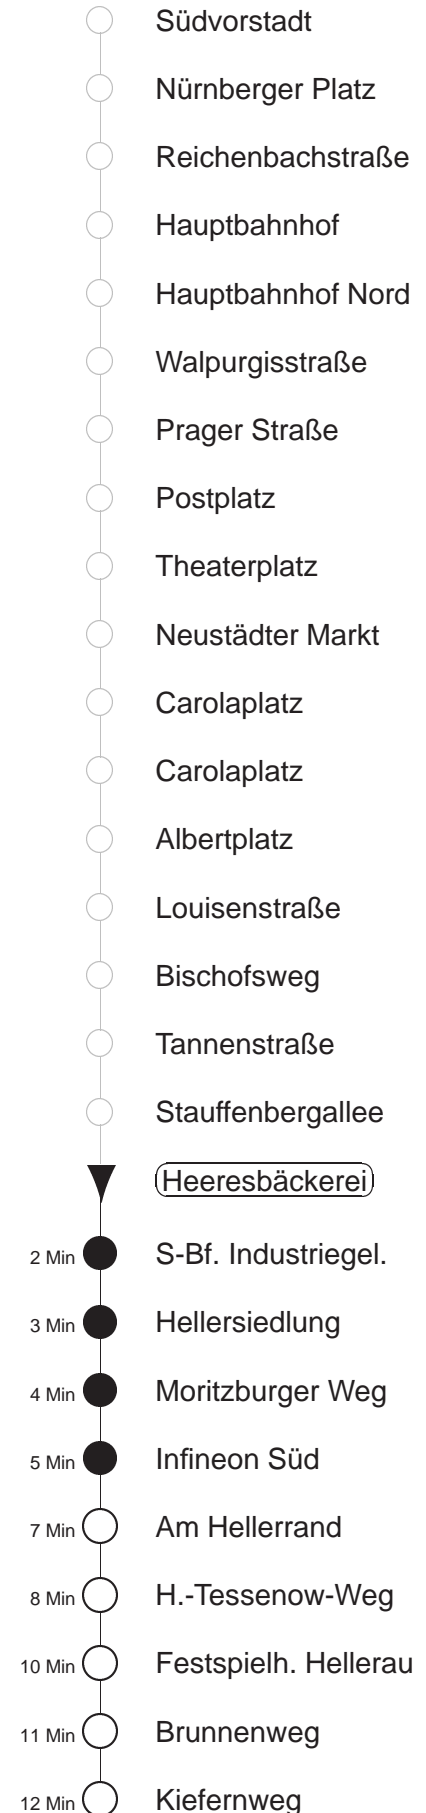 Südvorstadt
Nürnberger Platz
Reichenbachstraße
Hauptbahnhof
Hauptbahnhof Nord
Walpurgisstraße
Prager Straße
Postplatz
Theaterplatz
Neustädter Markt
Carolaplatz
Carolaplatz
Albertplatz
Louisenstraße
Bischofsweg
Tannenstraße
Stauffenbergallee
Heeresbäckerei
2 Min S-Bf. Industriegel.
3 Min Hellersiedlung
4 Min Moritzburger Weg
5 Min Infineon Süd
7 Min Am Hellerrand
8 Min H.-Tessenow-Weg
10 Min Festspielh. Hellerau
11 Min Brunnenweg
12 Min Kiefernweg